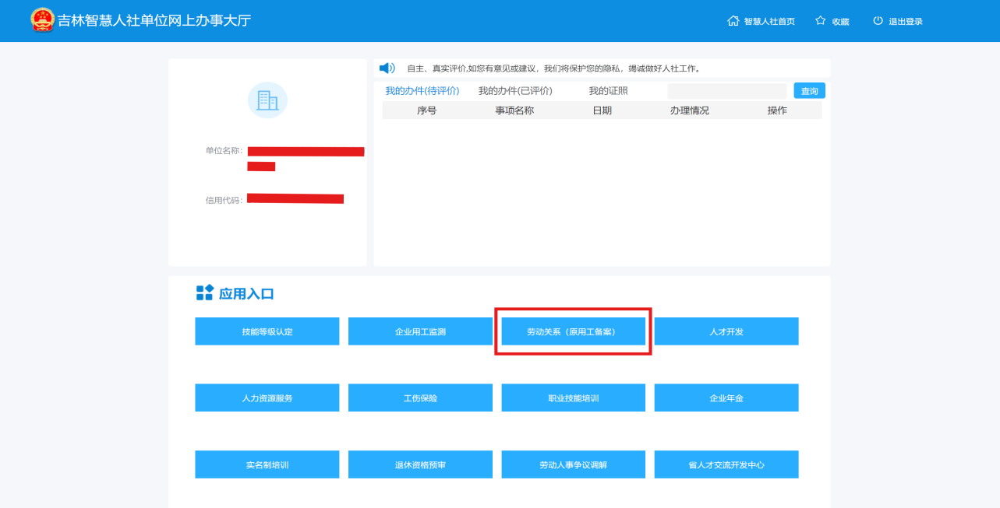 吉林智慧人社单位网上办事大厅
智慧人社首页 收藏 退出登录
自主、真实评价,如您有意见或建议，我们将保护您的隐私，竭诚做好人社工作。
我的办件(待评价) 我的办件(已评价) 我的证照 查询
序号 事项名称 日期 办理情况 操作
单位名称：
信用代码：
应用入口
技能等级认定 企业用工监测 劳动关系（原用工备案） 人才开发
人力资源服务 工伤保险 职业技能培训 企业年金
实名制培训 退休资格预审 劳动人事争议调解 省人才交流开发中心